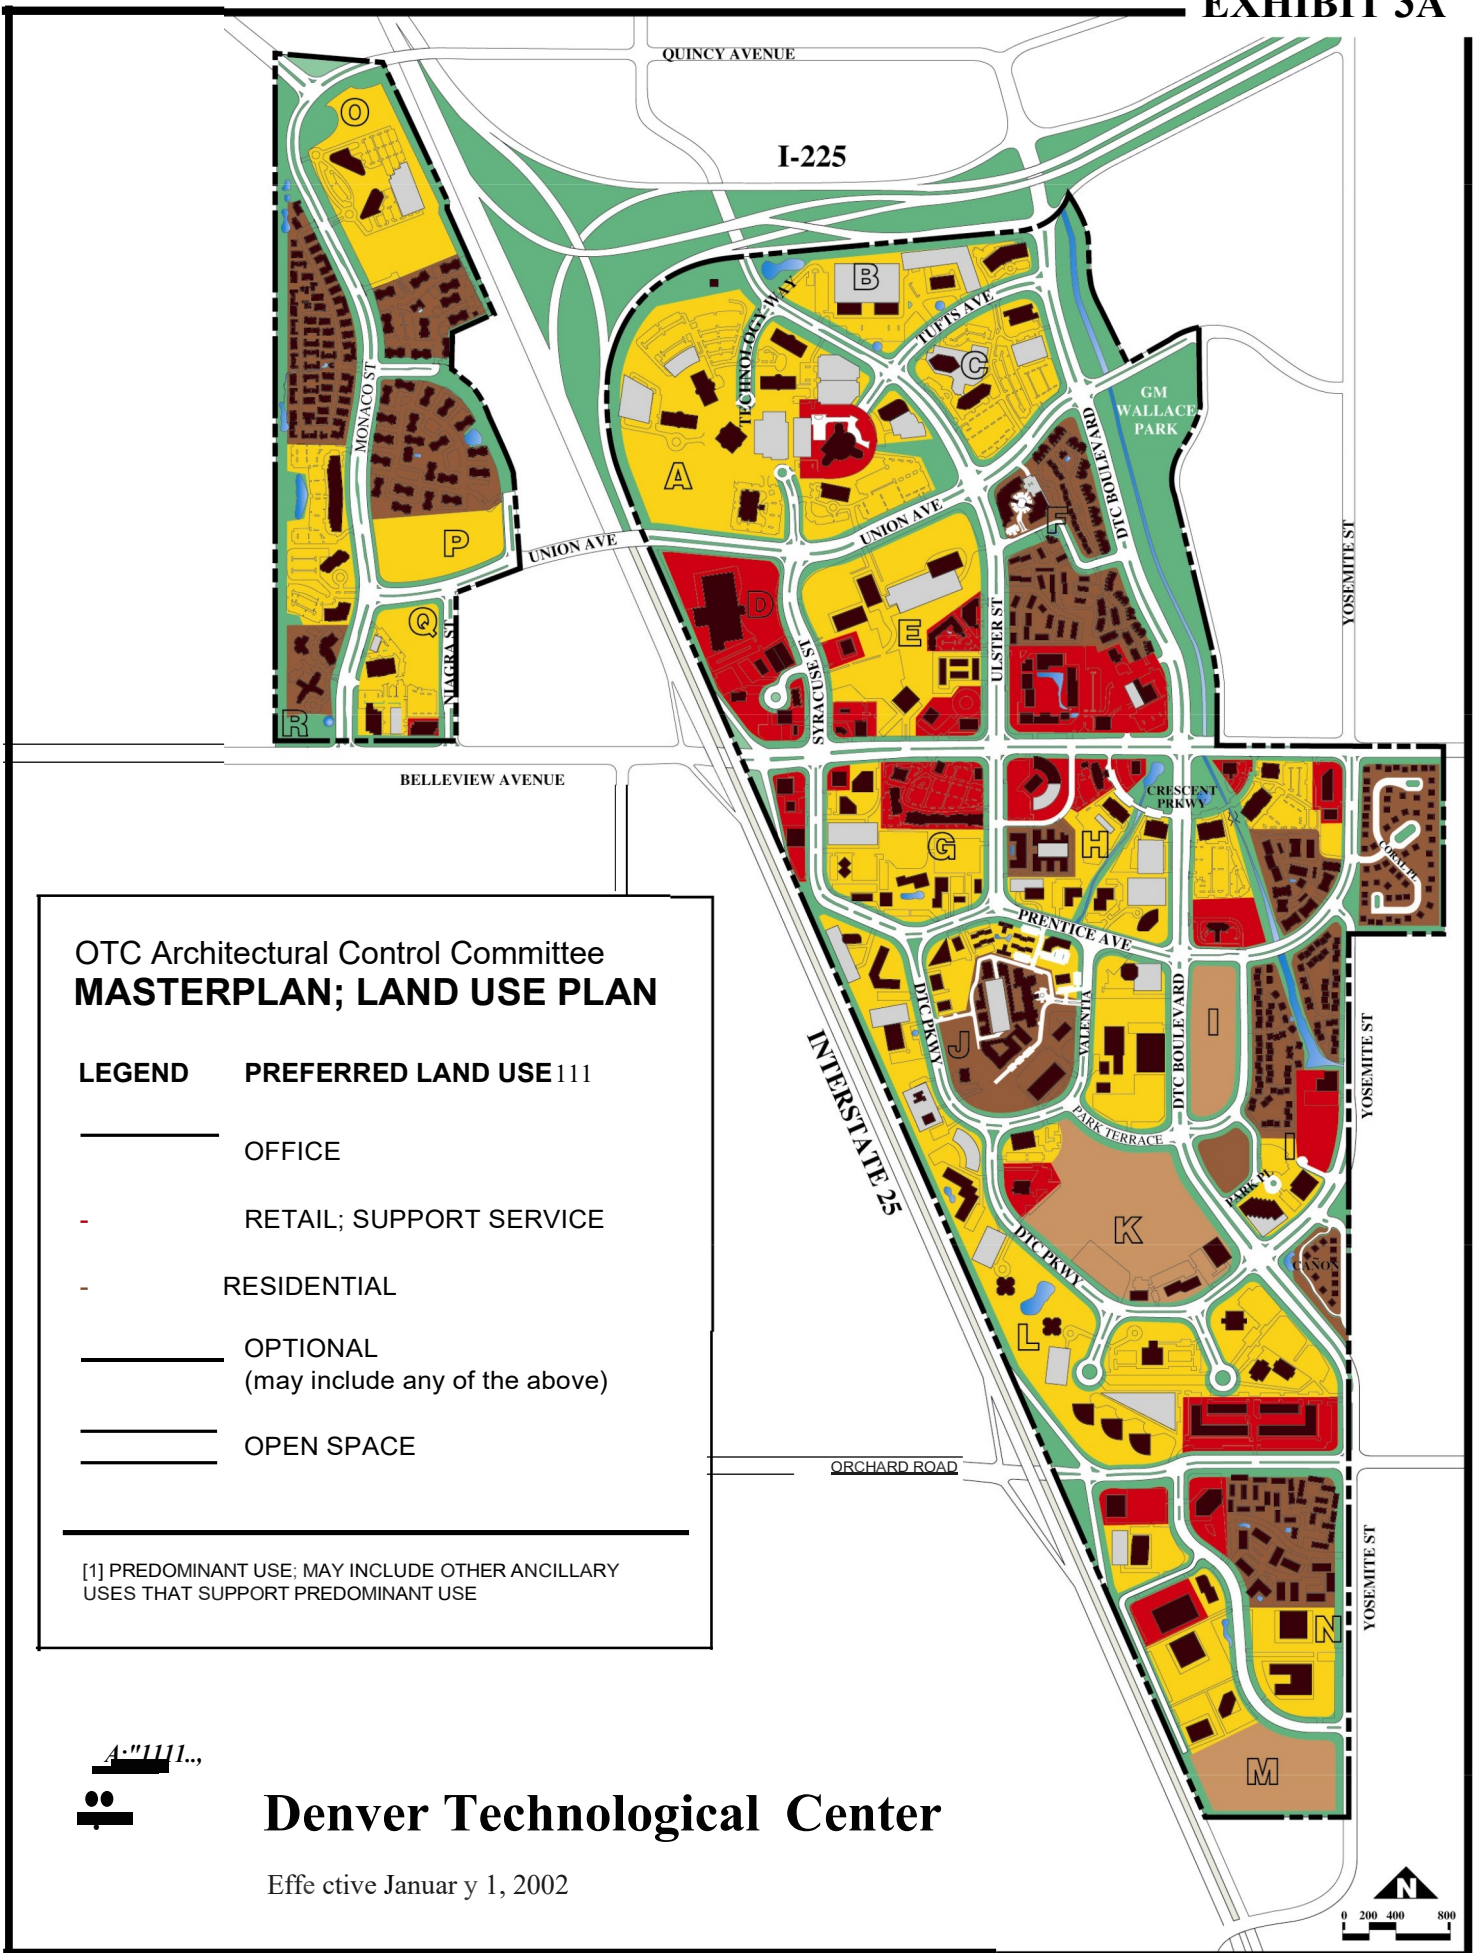 EXHIBIT 3A
QUINCY AVENUE
I-225
O
B
TECHNOLOGY WAY
TUFTS AVE
C
GM
WALLACE
PARK
MONACO ST
DTC BOULEVARD
A
F
P
UNION AVE
UNION AVE
YOSEMITE ST
D
E
Q
NIAGRA ST
SYRACUSE ST
ULSTER ST
R
BELLEVIEW AVENUE
CRESCENT
PRKWY
G
H
CORAL PL
PRENTICE AVE
OTC Architectural Control Committee
MASTERPLAN; LAND USE PLAN
LEGEND PREFERRED LAND USE 111
OFFICE
- RETAIL; SUPPORT SERVICE
- RESIDENTIAL
OPTIONAL
(may include any of the above)
OPEN SPACE
[1] PREDOMINANT USE; MAY INCLUDE OTHER ANCILLARY
USES THAT SUPPORT PREDOMINANT USE
DTC PKWY
J
VALENTIA
DTC BOULEVARD
I
YOSEMITE ST
INTERSTATE 25
PARK TERRACE
I
PARK PL
K
DTC PKWY
CAÑON
L
ORCHARD ROAD
YOSEMITE ST
N
M
A:"1111..,
Denver Technological Center
Effe ctive Januar y 1, 2002
N
0 200 400 800